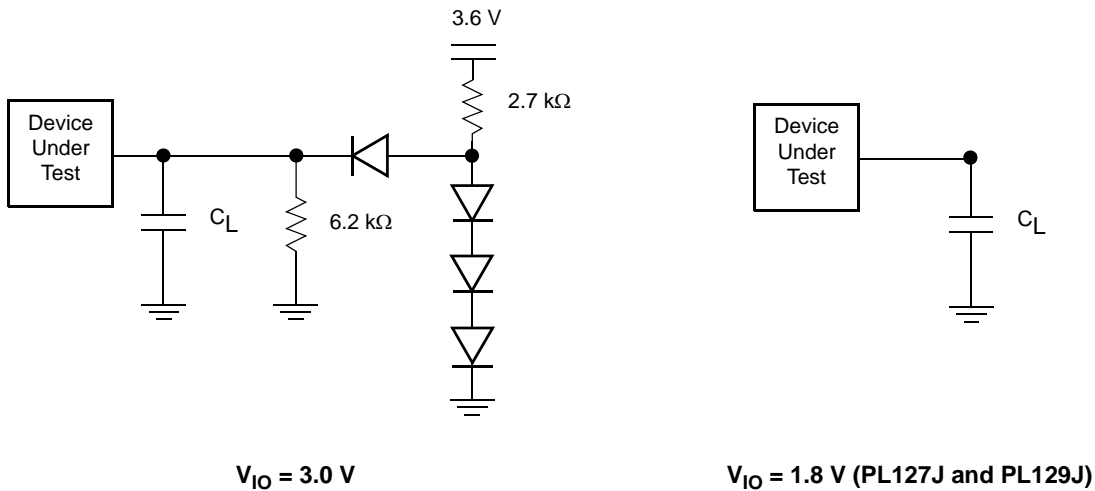 3.6 V
2.7 kΩ
Device
Under
Test
C_L
6.2 kΩ
Device
Under
Test
C_L
V_IO = 3.0 V
V_IO = 1.8 V (PL127J and PL129J)